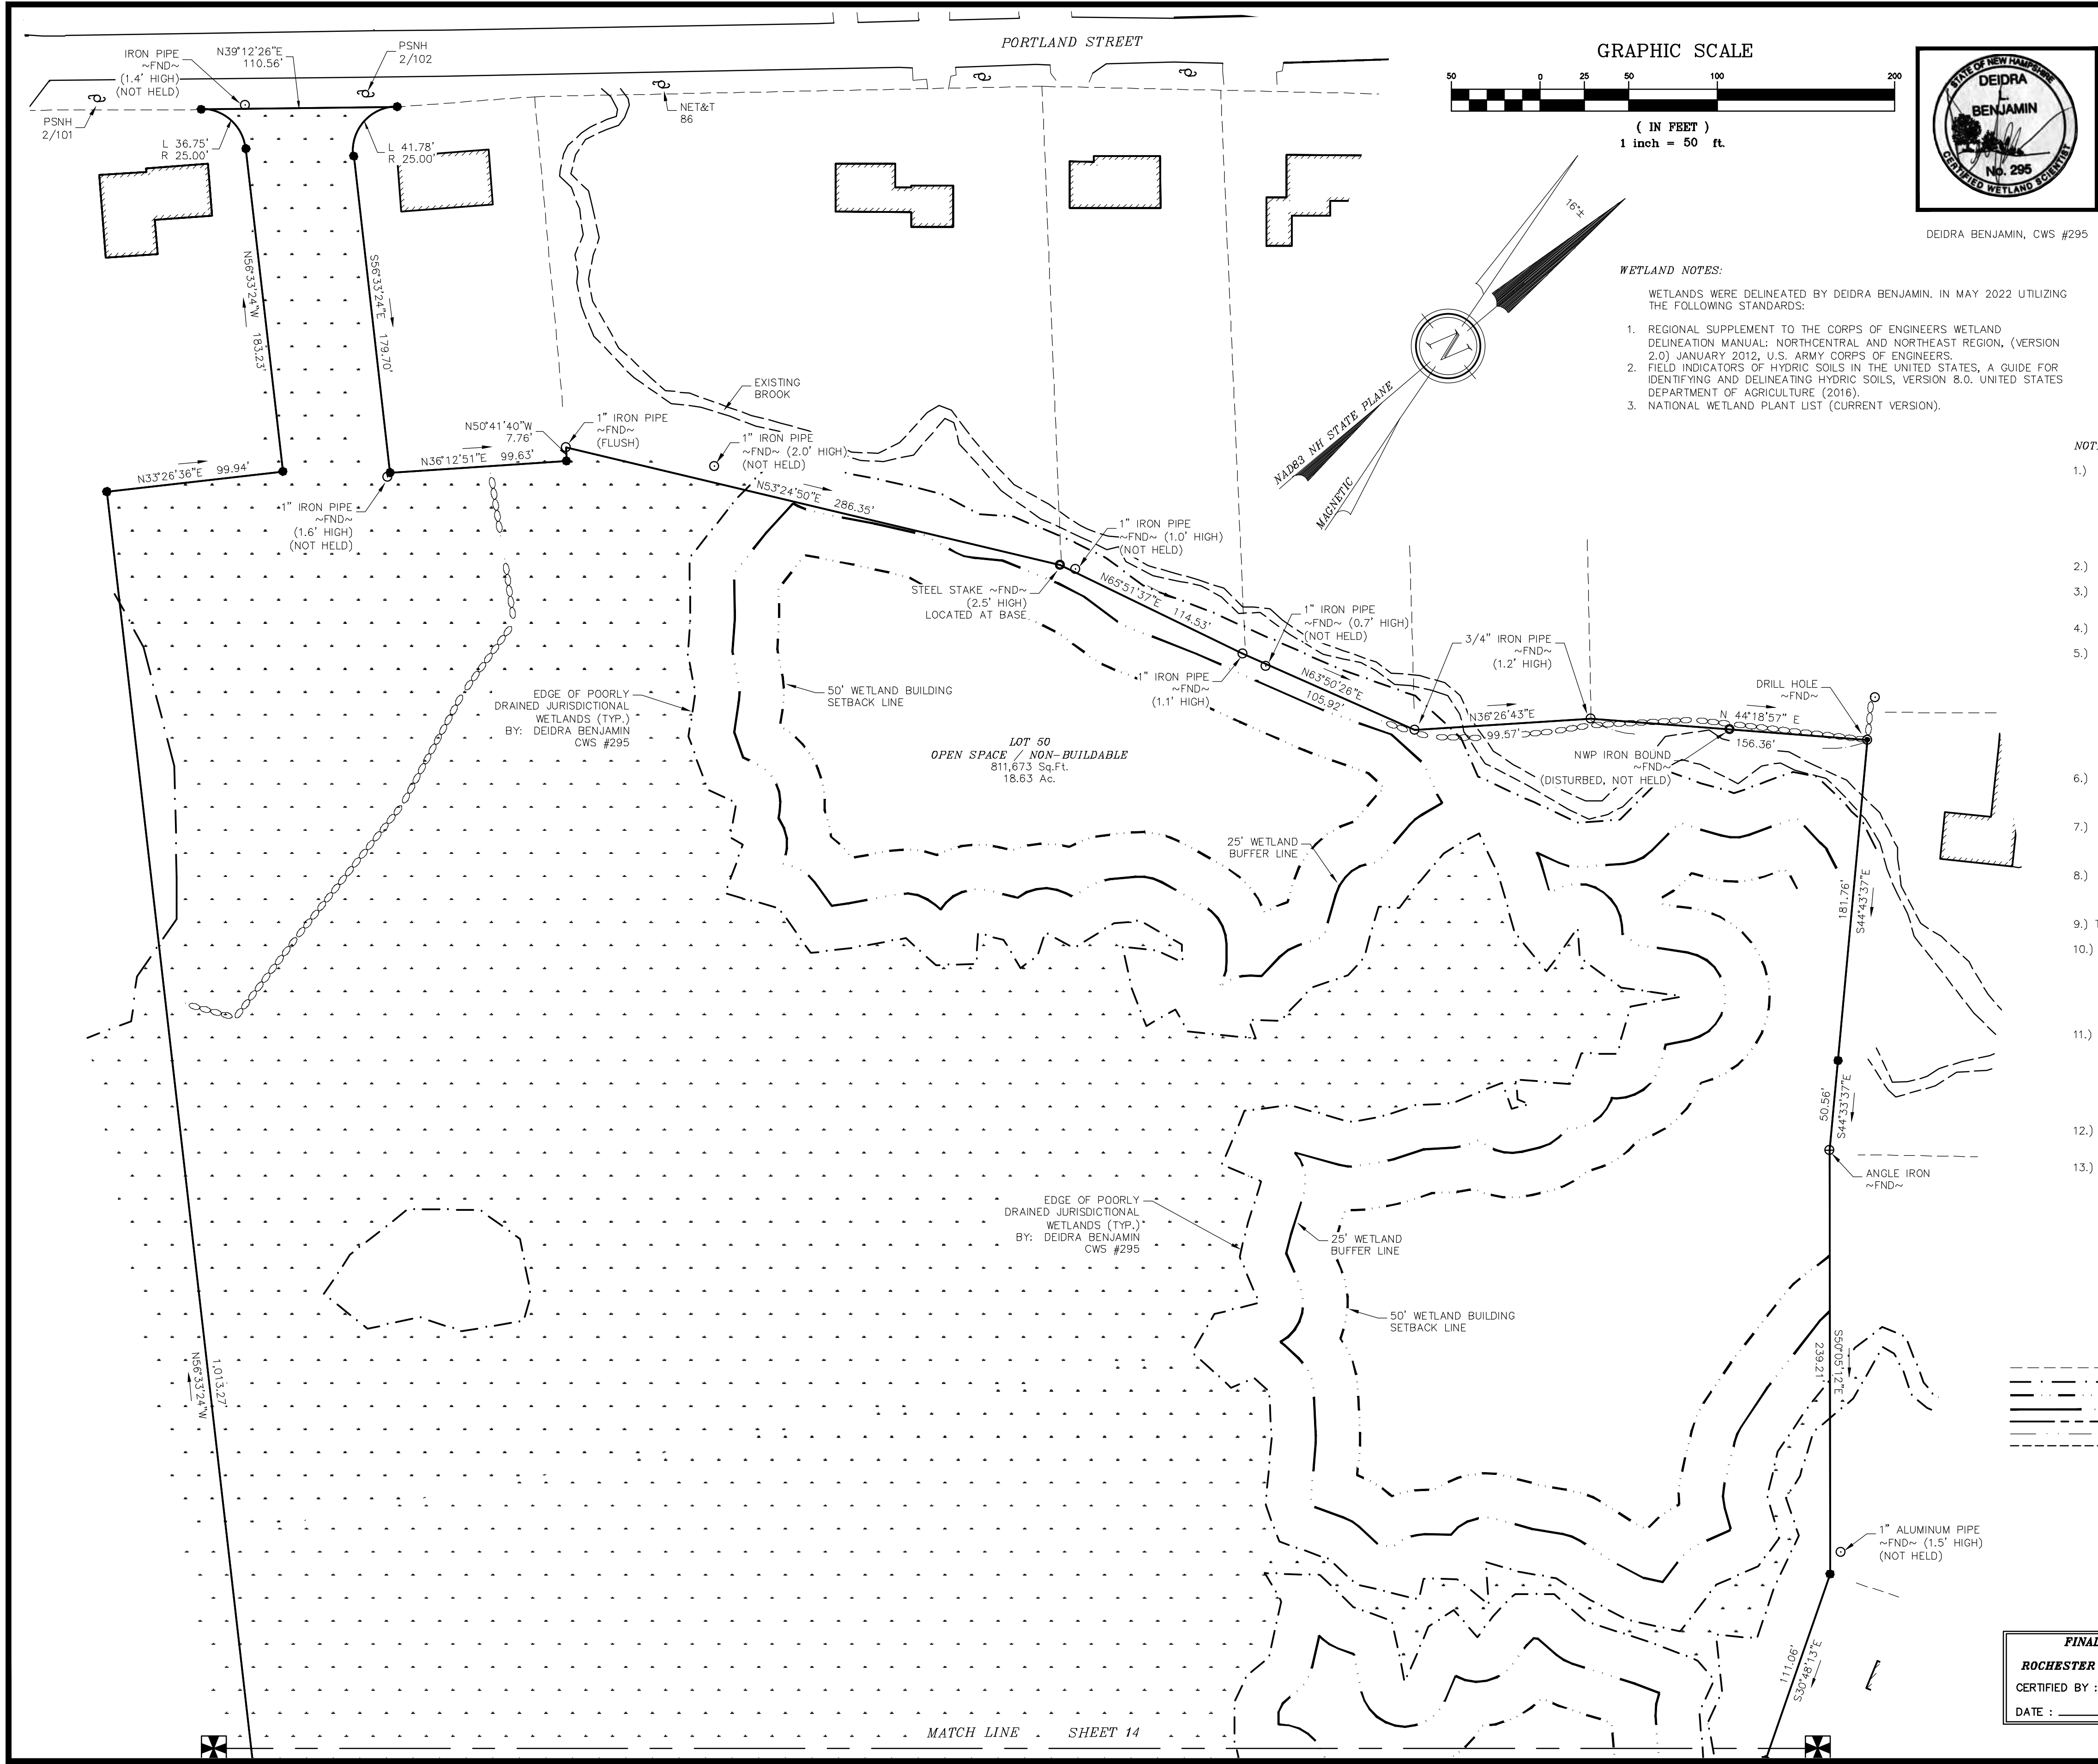 PORTLAND STREET
IRON PIPE
~FND~
(1.4' HIGH)
(NOT HELD)
N39°12'26"E
110.56'
PSNH
2/102
PSNH
2/101
NET&T
86
L 36.75'
R 25.00'
L 41.78'
R 25.00'
N56°33'24"W 183.23'
S56°33'24"E 179.70'
GRAPHIC SCALE
50 0 25 50 100 200
( IN FEET )
1 inch = 50 ft.
STATE OF NEW HAMPSHIRE
DEIDRA
L.
BENJAMIN
No. 295
CERTIFIED WETLAND SCIENTIST
DEIDRA BENJAMIN, CWS #295
16°±
N
NAD83 NH STATE PLANE
MAGNETIC
WETLAND NOTES:
WETLANDS WERE DELINEATED BY DEIDRA BENJAMIN. IN MAY 2022 UTILIZING
THE FOLLOWING STANDARDS:
1. REGIONAL SUPPLEMENT TO THE CORPS OF ENGINEERS WETLAND
DELINEATION MANUAL: NORTHCENTRAL AND NORTHEAST REGION, (VERSION
2.0) JANUARY 2012, U.S. ARMY CORPS OF ENGINEERS.
2. FIELD INDICATORS OF HYDRIC SOILS IN THE UNITED STATES, A GUIDE FOR
IDENTIFYING AND DELINEATING HYDRIC SOILS, VERSION 8.0. UNITED STATES
DEPARTMENT OF AGRICULTURE (2016).
3. NATIONAL WETLAND PLANT LIST (CURRENT VERSION).
NOT
1.)
2.)
3.)
4.)
5.)
6.)
7.)
8.)
9.) T
10.)
11.)
12.)
13.)
EXISTING
BROOK
N50°41'40"W
7.76'
1" IRON PIPE
~FND~
(FLUSH)
1" IRON PIPE
~FND~ (2.0' HIGH)
(NOT HELD)
N33°26'36"E 99.94'
N36°12'51"E 99.63'
1" IRON PIPE
~FND~
(1.6' HIGH)
(NOT HELD)
N53°24'50"E 286.35'
1" IRON PIPE
~FND~ (1.0' HIGH)
(NOT HELD)
STEEL STAKE ~FND~
(2.5' HIGH)
LOCATED AT BASE
N65°51'37"E 114.53'
1" IRON PIPE
~FND~ (0.7' HIGH)
(NOT HELD)
1" IRON PIPE
~FND~
(1.1' HIGH)
N63°50'26"E
105.92'
3/4" IRON PIPE
~FND~
(1.2' HIGH)
N36°26'43"E
99.57'
DRILL HOLE
~FND~
N 44°18'57" E
156.36'
NWP IRON BOUND
~FND~
(DISTURBED, NOT HELD)
EDGE OF POORLY
DRAINED JURISDICTIONAL
WETLANDS (TYP.)
BY: DEIDRA BENJAMIN
CWS #295
50' WETLAND BUILDING
SETBACK LINE
LOT 50
OPEN SPACE / NON-BUILDABLE
811,673 Sq.Ft.
18.63 Ac.
25' WETLAND
BUFFER LINE
181.76'
S44°43'37"E
50.56'
S44°33'37"E
ANGLE IRON
~FND~
EDGE OF POORLY
DRAINED JURISDICTIONAL
WETLANDS (TYP.)
BY: DEIDRA BENJAMIN
CWS #295
25' WETLAND
BUFFER LINE
50' WETLAND BUILDING
SETBACK LINE
1,013.27'
N56°33'24"W
S50°05'12"E
239.21'
1" ALUMINUM PIPE
~FND~ (1.5' HIGH)
(NOT HELD)
111.06'
S30°48'13"E
FINAL
ROCHESTER
CERTIFIED BY :
DATE :
MATCH LINE SHEET 14